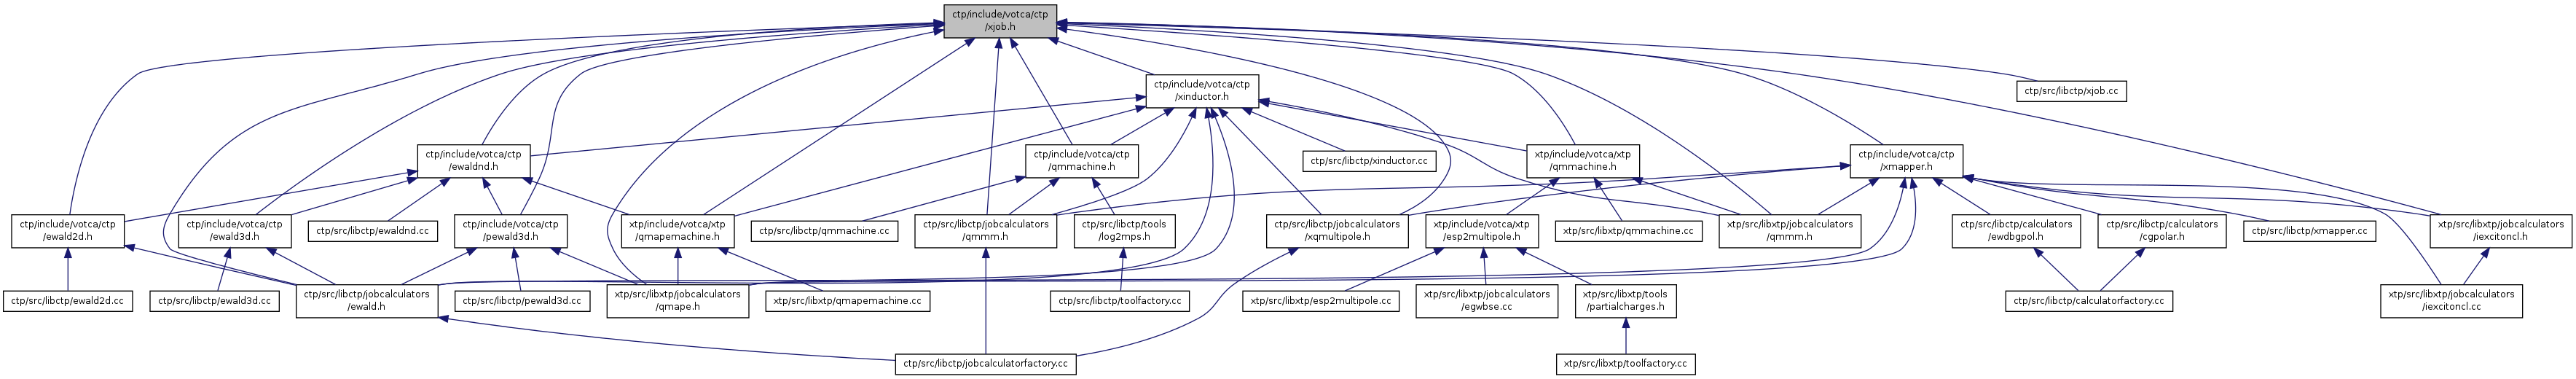 ctp/include/votca/ctp
/xjob.h
ctp/include/votca/ctp
/xinductor.h
ctp/src/libctp/xjob.cc
ctp/include/votca/ctp
/ewaldnd.h
ctp/include/votca/ctp
/qmmachine.h
ctp/src/libctp/xinductor.cc
xtp/include/votca/xtp
/qmmachine.h
ctp/include/votca/ctp
/xmapper.h
ctp/include/votca/ctp
/ewald2d.h
ctp/include/votca/ctp
/ewald3d.h
ctp/src/libctp/ewaldnd.cc
ctp/include/votca/ctp
/pewald3d.h
xtp/include/votca/xtp
/qmapemachine.h
ctp/src/libctp/qmmachine.cc
ctp/src/libctp/jobcalculators
/qmmm.h
ctp/src/libctp/tools
/log2mps.h
ctp/src/libctp/jobcalculators
/xqmultipole.h
xtp/include/votca/xtp
/esp2multipole.h
xtp/src/libxtp/qmmachine.cc
xtp/src/libxtp/jobcalculators
/qmmm.h
ctp/src/libctp/calculators
/ewdbgpol.h
ctp/src/libctp/calculators
/cgpolar.h
ctp/src/libctp/xmapper.cc
xtp/src/libxtp/jobcalculators
/iexcitoncl.h
ctp/src/libctp/ewald2d.cc
ctp/src/libctp/ewald3d.cc
ctp/src/libctp/jobcalculators
/ewald.h
ctp/src/libctp/pewald3d.cc
xtp/src/libxtp/jobcalculators
/qmape.h
xtp/src/libxtp/qmapemachine.cc
ctp/src/libctp/toolfactory.cc
xtp/src/libxtp/esp2multipole.cc
xtp/src/libxtp/jobcalculators
/egwbse.cc
xtp/src/libxtp/tools
/partialcharges.h
ctp/src/libctp/calculatorfactory.cc
xtp/src/libxtp/jobcalculators
/iexcitoncl.cc
ctp/src/libctp/jobcalculatorfactory.cc
xtp/src/libxtp/toolfactory.cc